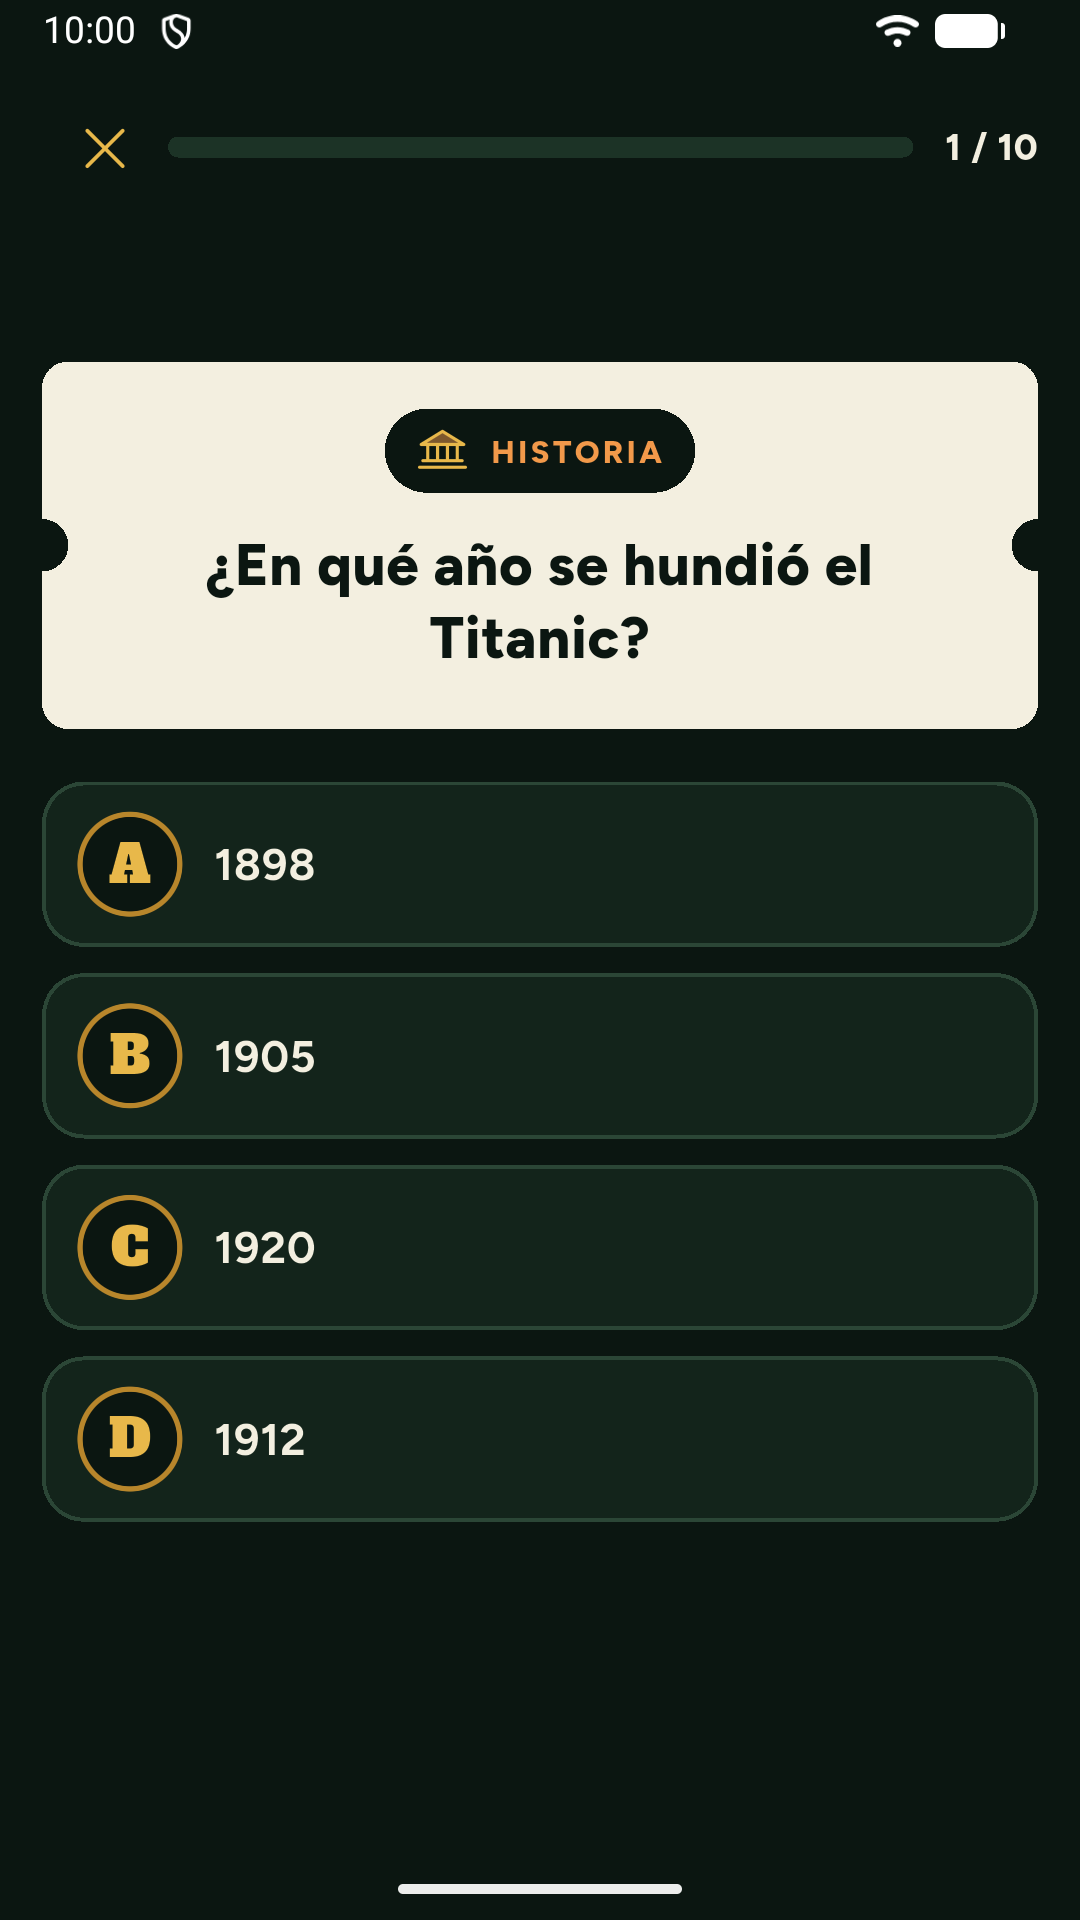 10:00
1 / 10
HISTORIA
¿En qué año se hundió el
Titanic?
A 1898
B 1905
C 1920
D 1912